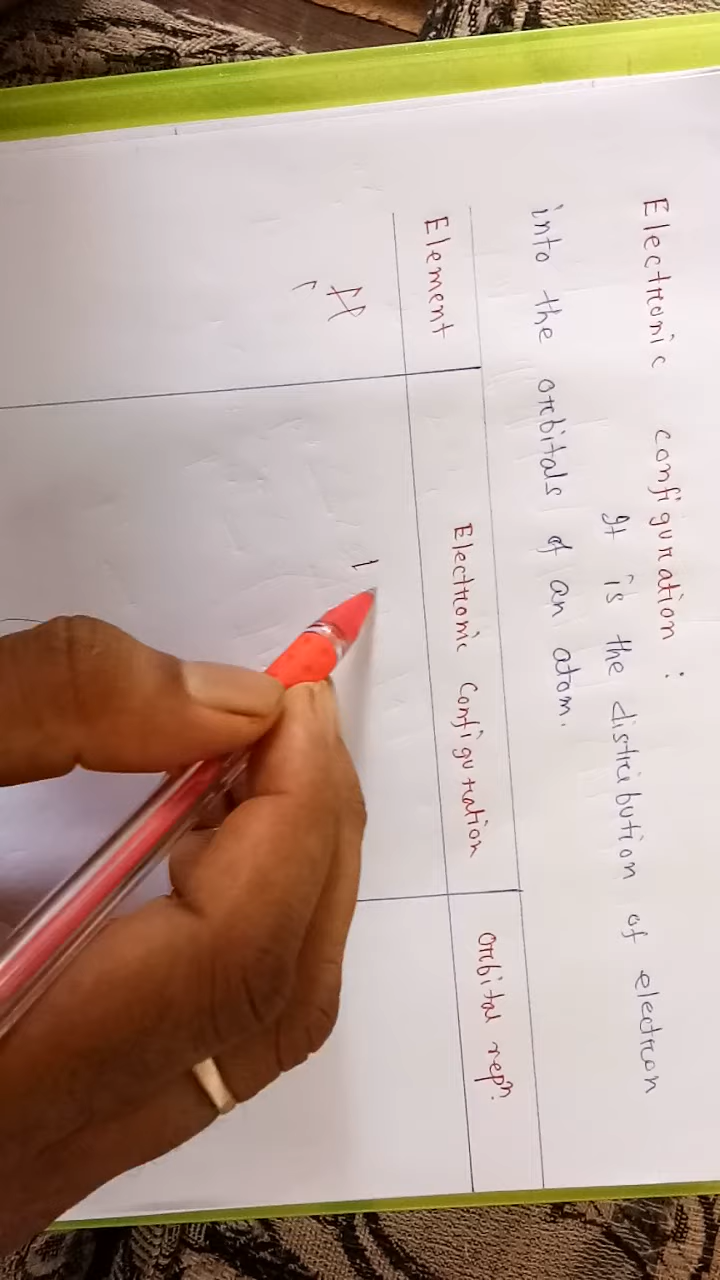 Electronic configuration :
It is the distribution of electron
into the orbitals of an atom.
Element Electronic Configuration Orbital repn.
H 1